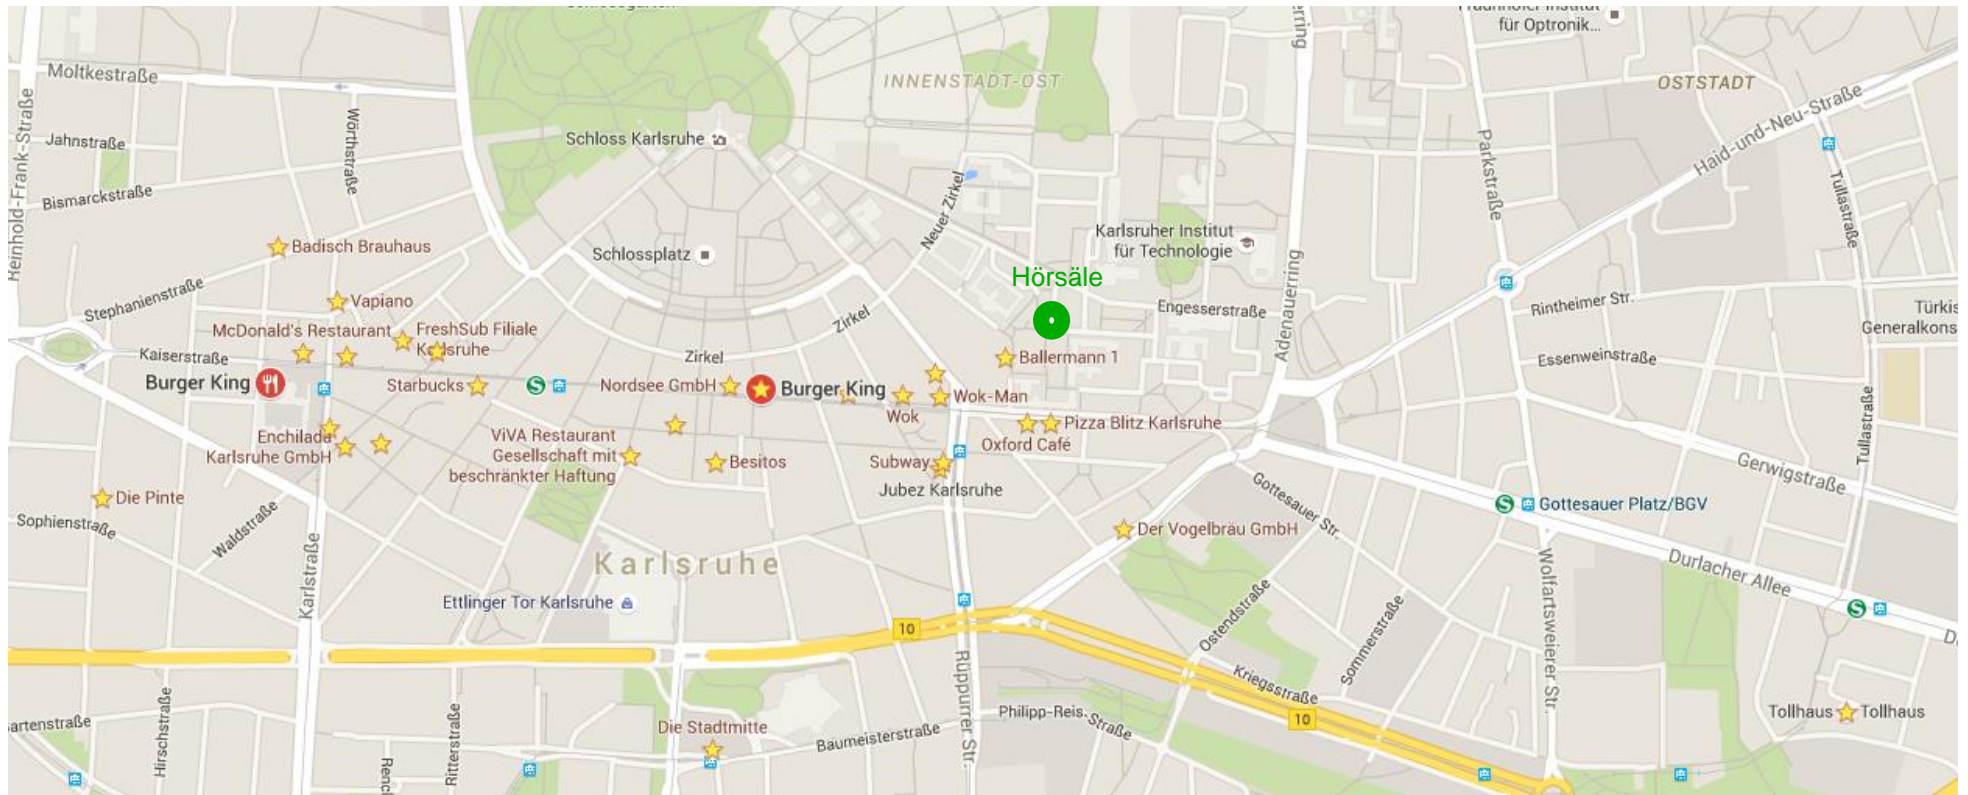 Schlossgarten
für Optronik...
Moltkestraße
INNENSTADT-OST
OSTSTADT
Reinhold-Frank-Straße
Wörthstraße
Jahnstraße
Schloss Karlsruhe
Parkstraße
Haid-und-Neu-Straße
Bismarckstraße
Neuer Zirkel
Tullastraße
Karlsruher Institut
für Technologie
Badisch Brauhaus
Schlossplatz
Hörsäle
Adenauerring
Stephanienstraße
Vapiano
Zirkel
Engesserstraße
Rintheimer Str.
Türkis
Generalkons
McDonald's Restaurant
FreshSub Filiale
Karlsruhe
Kaiserstraße
Zirkel
Ballermann 1
Essenweinstraße
Burger King
Starbucks
Nordsee GmbH
Burger King
Wok-Man
Wok
Tullastraße
Pizza Blitz Karlsruhe
Oxford Café
Enchilada
Karlsruhe GmbH
ViVA Restaurant
Gesellschaft mit
beschränkter Haftung
Besitos
Subway
Jubez Karlsruhe
Gerwigstraße
Die Pinte
Gottesauer Str.
Gottesauer Platz/BGV
Sophienstraße
Waldstraße
Der Vogelbräu GmbH
Karlstraße
Karlsruhe
Durlacher Allee
Wolfartsweierer Str.
Ettlinger Tor Karlsruhe
Ostendstraße
Sommerstraße
10
Rüppurrer Str.
Kriegsstraße
Hirschstraße
Ritterstraße
artenstraße
Philipp-Reis-Straße
10
Tollhaus
Tollhaus
Die Stadtmitte
Baumeisterstraße